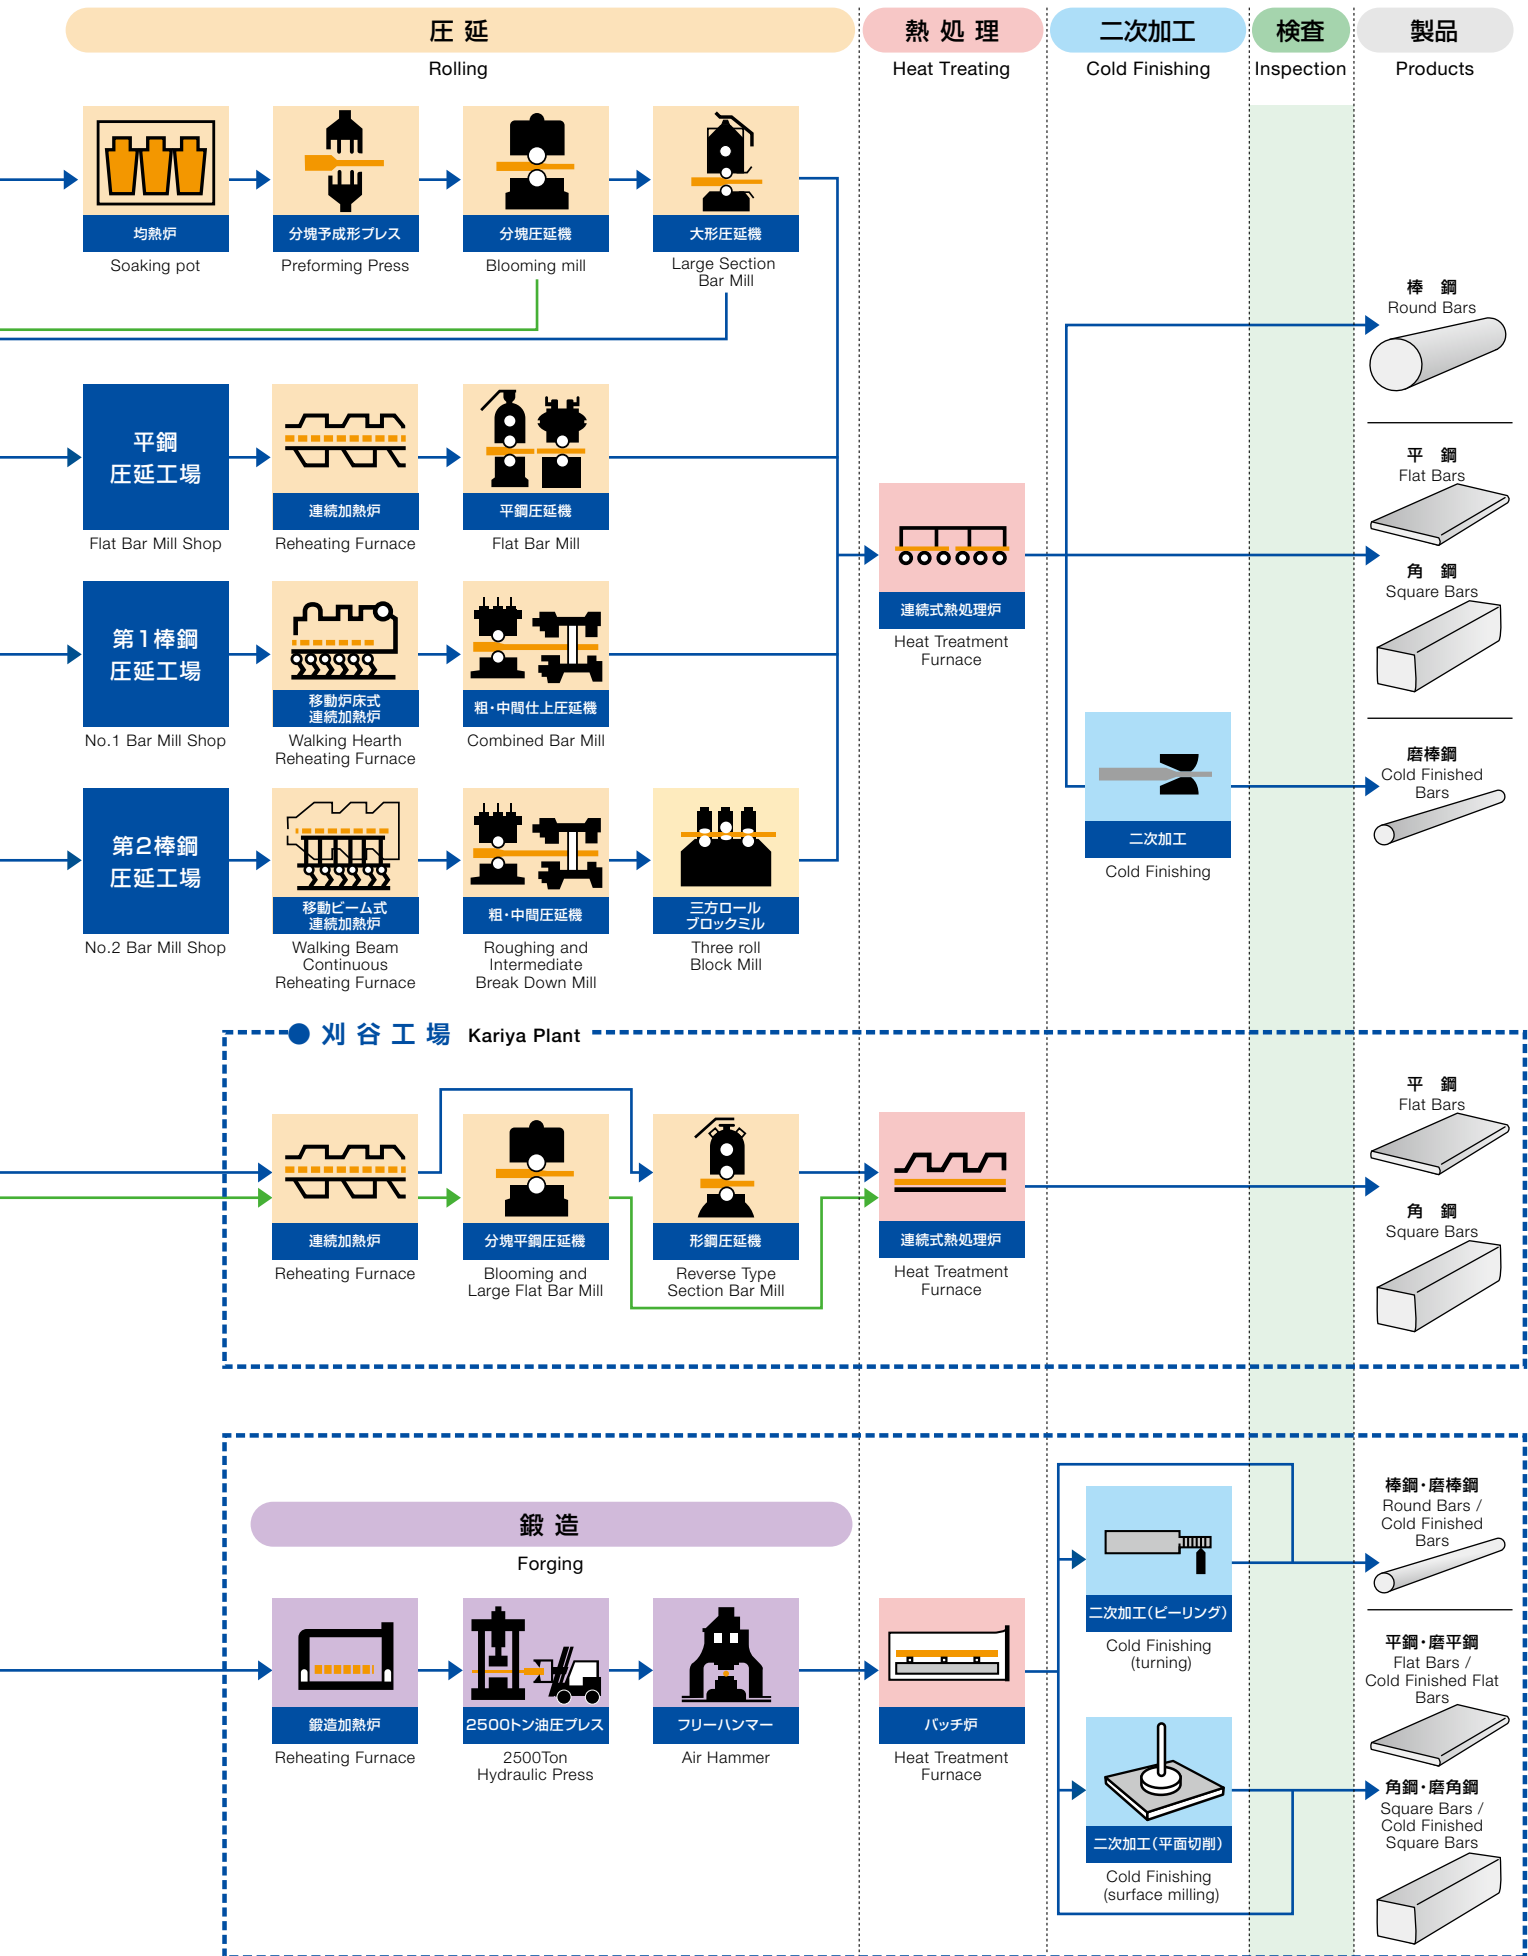 圧 延
Rolling
熱 処 理
Heat Treating
二次加工
Cold Finishing
検査
Inspection
製品
Products
均熱炉
Soaking pot
分塊予成形プレス
Preforming Press
分塊圧延機
Blooming mill
大形圧延機
Large Section
Bar Mill
棒 鋼
Round Bars
平鋼
圧延工場
Flat Bar Mill Shop
連続加熱炉
Reheating Furnace
平鋼圧延機
Flat Bar Mill
平 鋼
Flat Bars
連続式熱処理炉
Heat Treatment
Furnace
角 鋼
Square Bars
第1棒鋼
圧延工場
No.1 Bar Mill Shop
移動炉床式
連続加熱炉
Walking Hearth
Reheating Furnace
粗・中間仕上圧延機
Combined Bar Mill
二次加工
Cold Finishing
磨棒鋼
Cold Finished
Bars
第2棒鋼
圧延工場
No.2 Bar Mill Shop
移動ビーム式
連続加熱炉
Walking Beam
Continuous
Reheating Furnace
粗・中間圧延機
Roughing and
Intermediate
Break Down Mill
三方ロール
ブロックミル
Three roll
Block Mill
刈 谷 工 場 Kariya Plant
連続加熱炉
Reheating Furnace
分塊平鋼圧延機
Blooming and
Large Flat Bar Mill
形鋼圧延機
Reverse Type
Section Bar Mill
連続式熱処理炉
Heat Treatment
Furnace
平 鋼
Flat Bars
角 鋼
Square Bars
鍛 造
Forging
鍛造加熱炉
Reheating Furnace
2500トン油圧プレス
2500Ton
Hydraulic Press
フリーハンマー
Air Hammer
バッチ炉
Heat Treatment
Furnace
二次加工(ピーリング)
Cold Finishing
(turning)
二次加工(平面切削)
Cold Finishing
(surface milling)
棒鋼・磨棒鋼
Round Bars /
Cold Finished
Bars
平鋼・磨平鋼
Flat Bars /
Cold Finished Flat
Bars
角鋼・磨角鋼
Square Bars /
Cold Finished
Square Bars